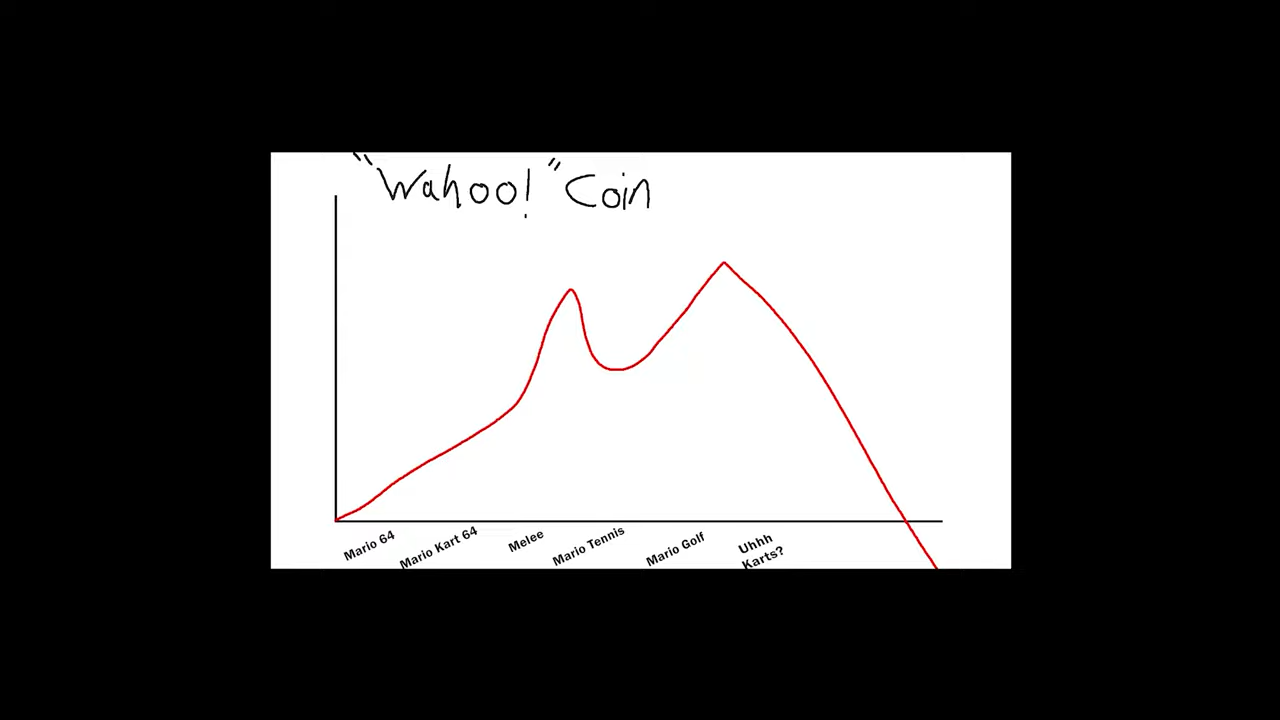 "Wahoo!" Coin
Mario 64
Mario Kart 64
Melee
Mario Tennis
Mario Golf
Uhhh
Karts?